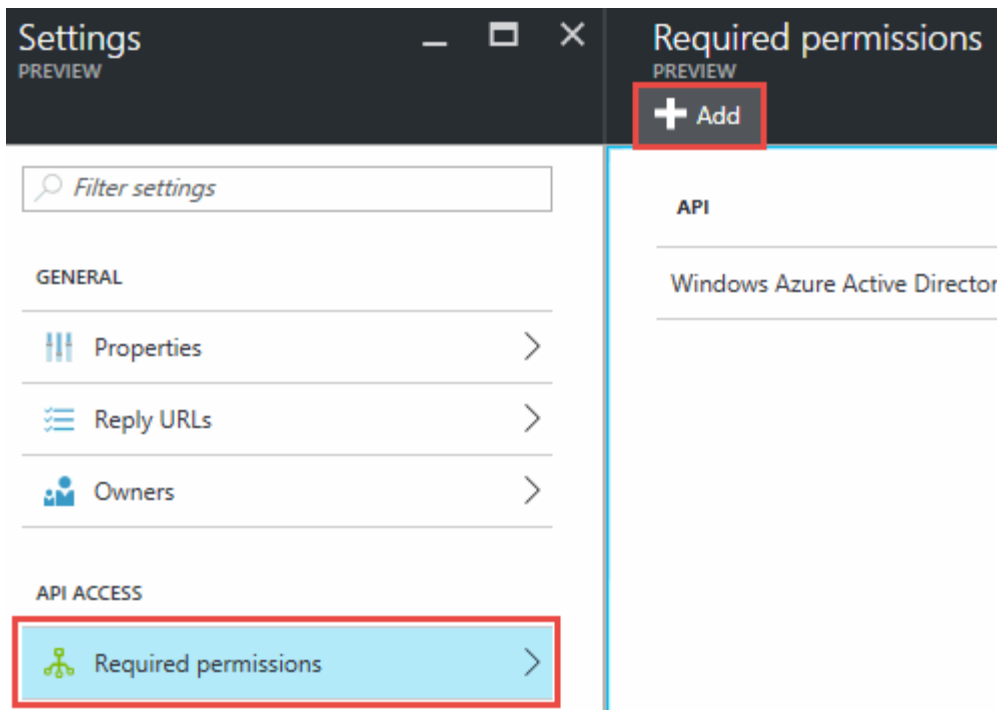 Settings
PREVIEW
Filter settings
GENERAL
Properties
Reply URLs
Owners
API ACCESS
Required permissions
Required permissions
PREVIEW
Add
API
Windows Azure Active Director